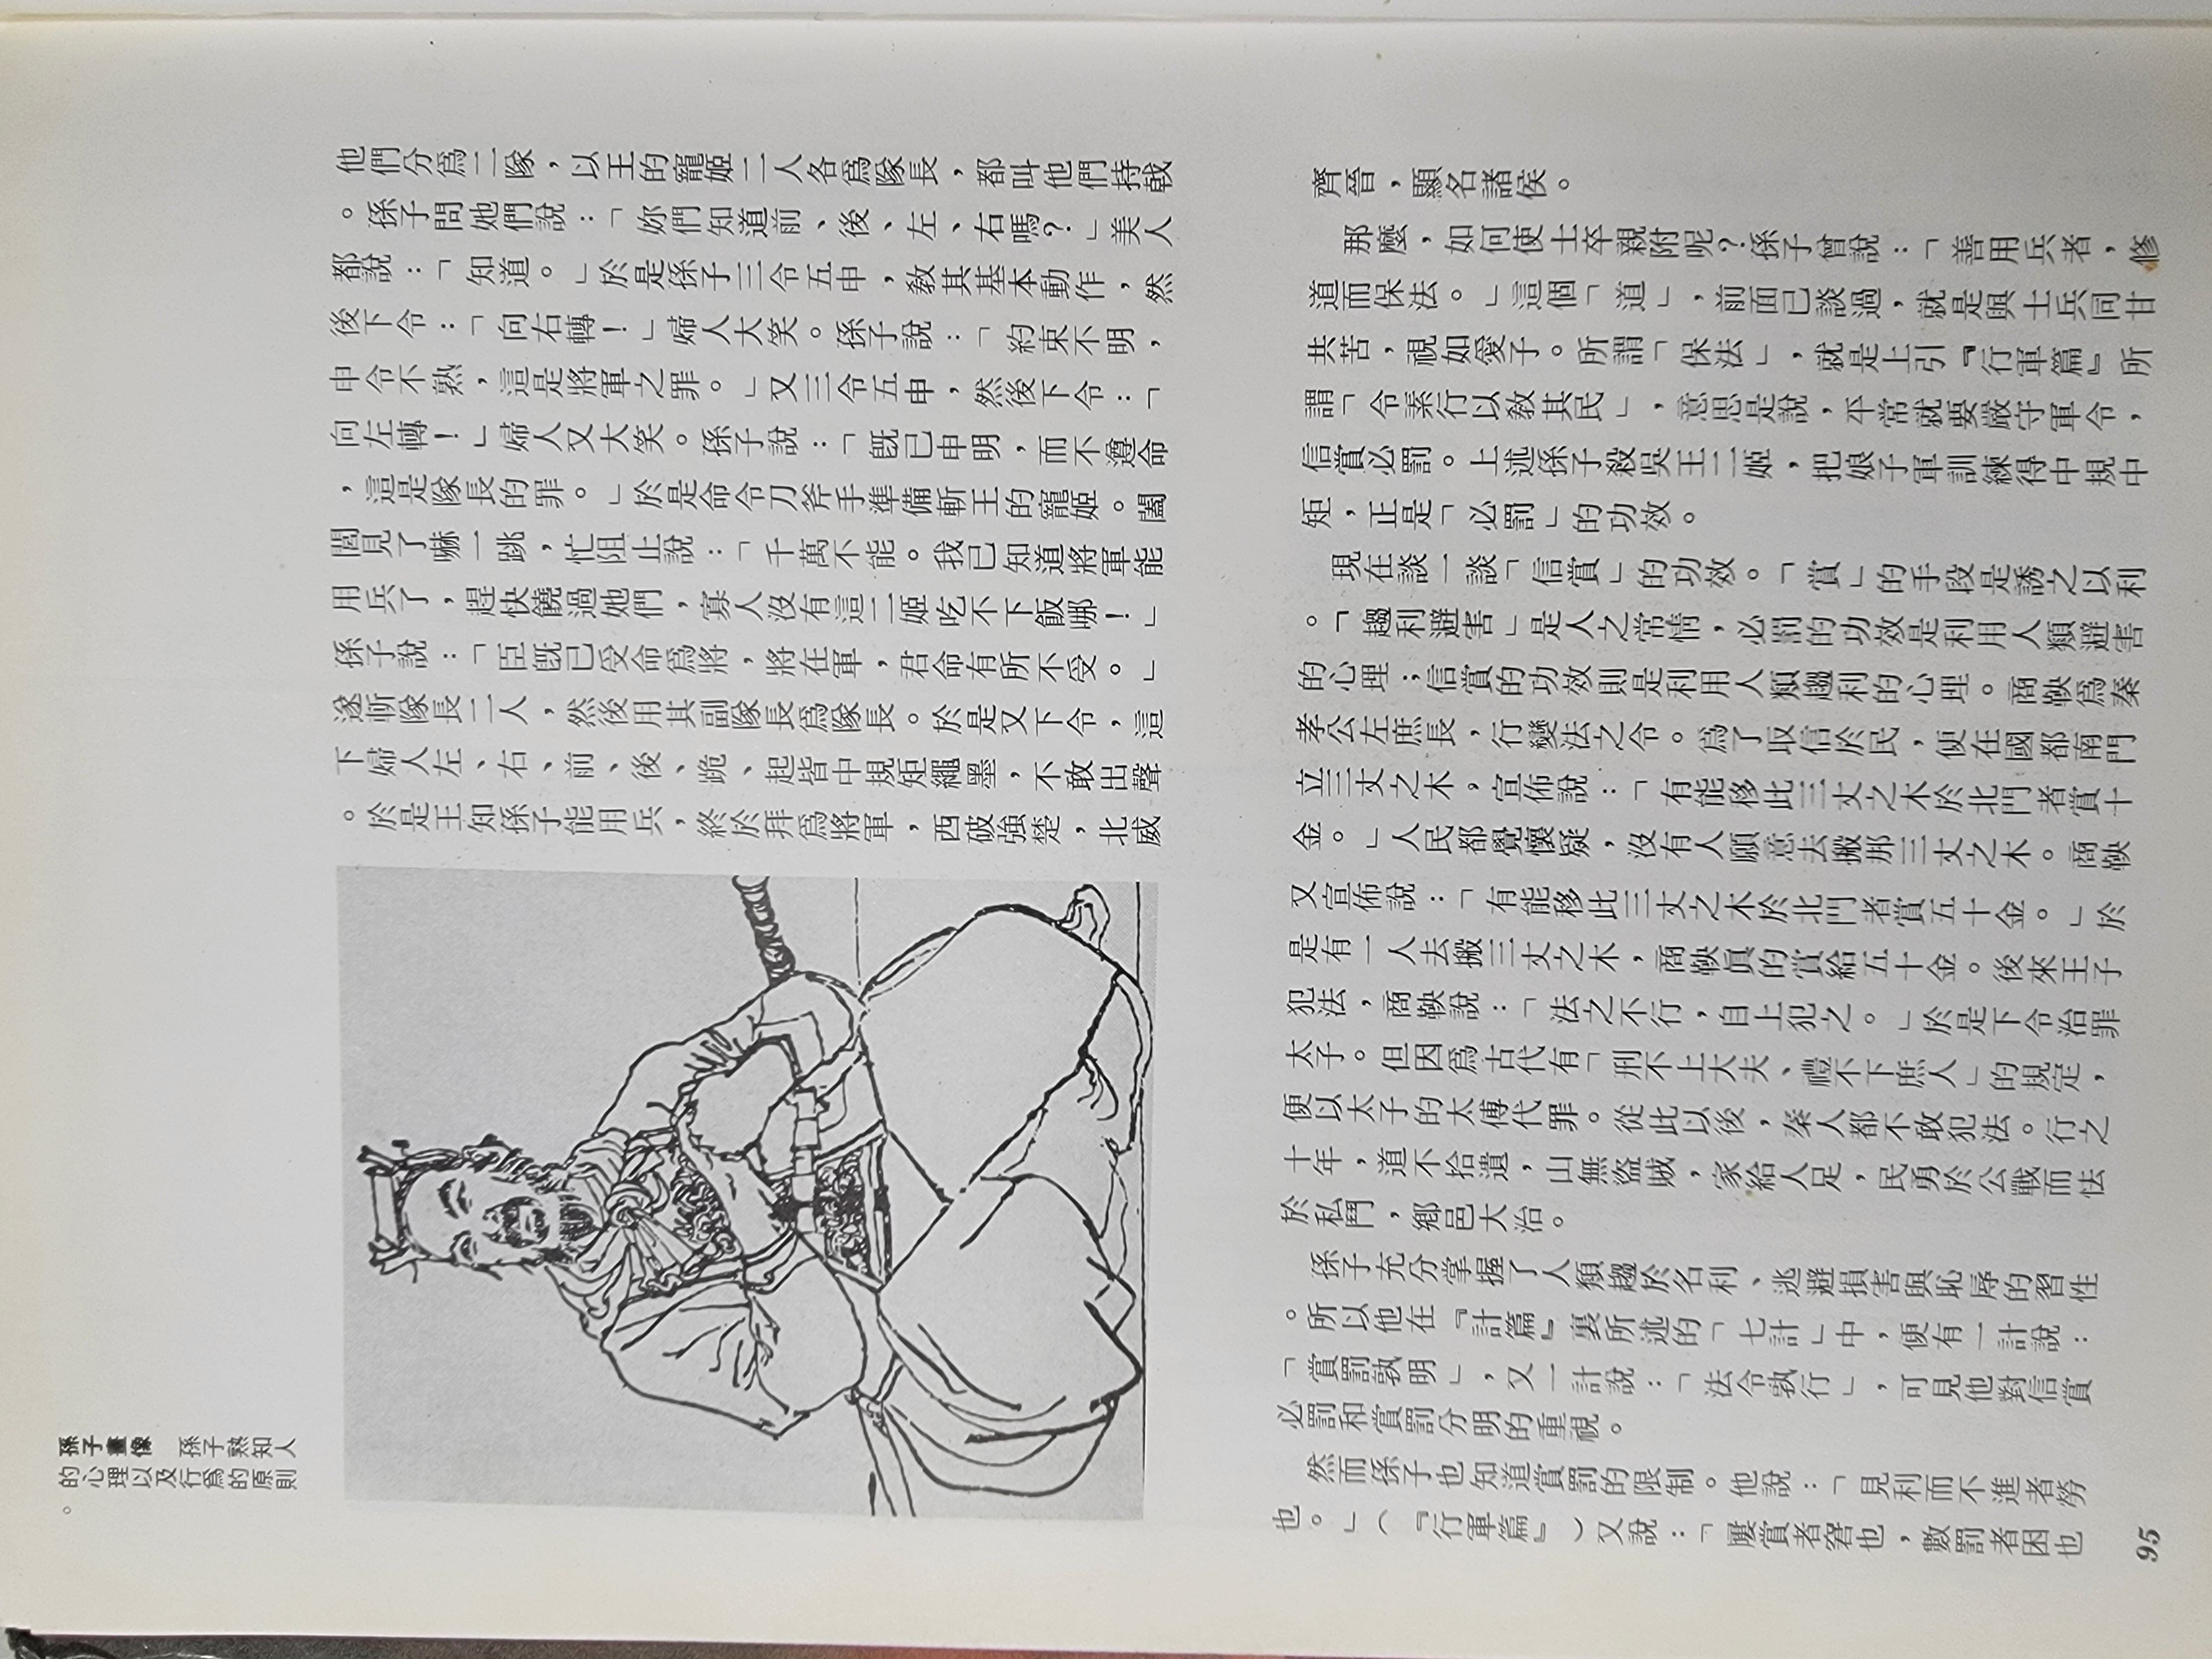 孫子畫像　孫子熟知人
的心理以及行爲的原則
。
他們分爲二隊，以王的寵姬二人各爲隊長，都叫他們持戟
。孫子問她們說：「妳們知道前、後、左、右嗎？」美人
都說：「知道。」於是孫子三令五申，敎其基本動作，然
後下令：「向右轉！」婦人大笑。孫子說：「約束不明，
申令不熟，這是將軍之罪。」又三令五申，然後下令：「
向左轉！」婦人又大笑。孫子說：「旣已申明，而不遵命
，這是隊長的罪。」於是命令刀斧手準備斬王的寵姬。闔
閭見了嚇一跳，忙阻止說：「千萬不能。我已知道將軍能
用兵了，趕快饒過她們，寡人沒有這二姬吃不下飯哪！」
孫子說：「臣旣已受命爲將，將在軍，君命有所不受。」
遂斬隊長二人，然後用其副隊長爲隊長。於是又下令，這
下婦人左、右、前、後、跪、起皆中規矩繩墨，不敢出聲
。於是王知孫子能用兵，終於拜爲將軍，西破強楚，北威
齊晉，顯名諸侯。
那麼，如何使士卒親附呢？孫子曾說：「善用兵者，修
道而保法。」這個「道」，前面已談過，就是與士兵同甘
共苦，視如愛子。所謂「保法」，就是上引『行軍篇』所
謂「令素行以敎其民」，意思是說，平常就要嚴守軍令，
信賞必罰。上述孫子殺吳王二姬，把娘子軍訓練得中規中
矩，正是「必罰」的功效。
現在談一談「信賞」的功效。「賞」的手段是誘之以利
。「趨利避害」是人之常情，必罰的功效是利用人類避害
的心理；信賞的功效則是利用人類趨利的心理。商鞅爲秦
孝公左庶長，行變法之令。爲了取信於民，便在國都南門
立三丈之木，宣佈說：「有能移此三丈之木於北門者賞十
金。」人民都覺懷疑，沒有人願意去搬那三丈之木。商鞅
又宣佈說：「有能移此三丈之木於北門者賞五十金。」於
是有一人去搬三丈之木，商鞅眞的賞給五十金。後來王子
犯法，商鞅說：「法之不行，自上犯之。」於是下令治罪
太子。但因爲古代有「刑不上大夫、禮不下庶人」的規定，
便以太子的太傅代罪。從此以後，秦人都不敢犯法。行之
十年，道不拾遺，山無盜賊，家給人足，民勇於公戰而怯
於私鬥，鄉邑大治。
孫子充分掌握了人類趨於名利、逃避損害與恥辱的習性
。所以他在『計篇』裏所述的「七計」中，便有一計說：
「賞罰孰明」，又一計說：「法令孰行」，可見他對信賞
必罰和賞罰分明的重視。
然而孫子也知道賞罰的限制。他說：「見利而不進者勞
也。」（『行軍篇』）又說：「屢賞者窘也，數罰者困也
95